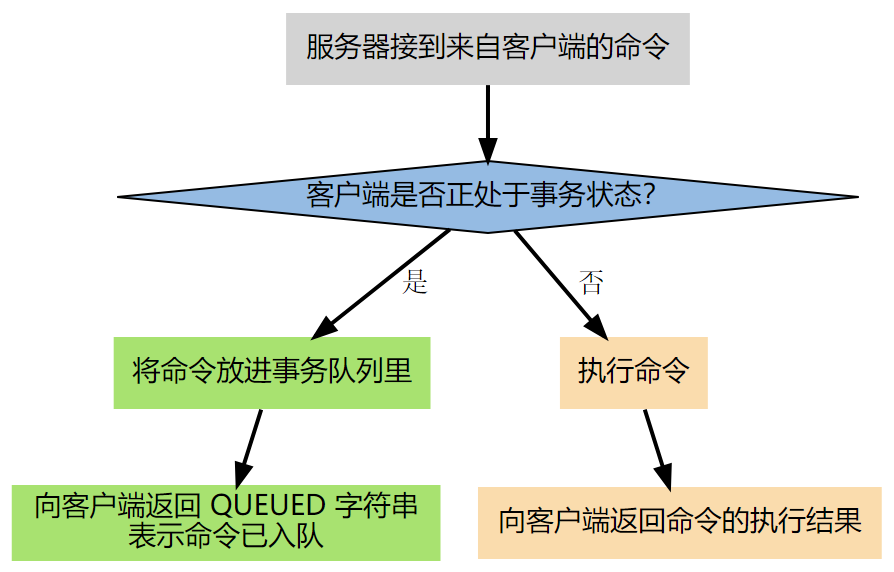 服务器接到来自客户端的命令
客户端是否正处于事务状态？
是
否
将命令放进事务队列里
执行命令
向客户端返回 QUEUED 字符串
表示命令已入队
向客户端返回命令的执行结果